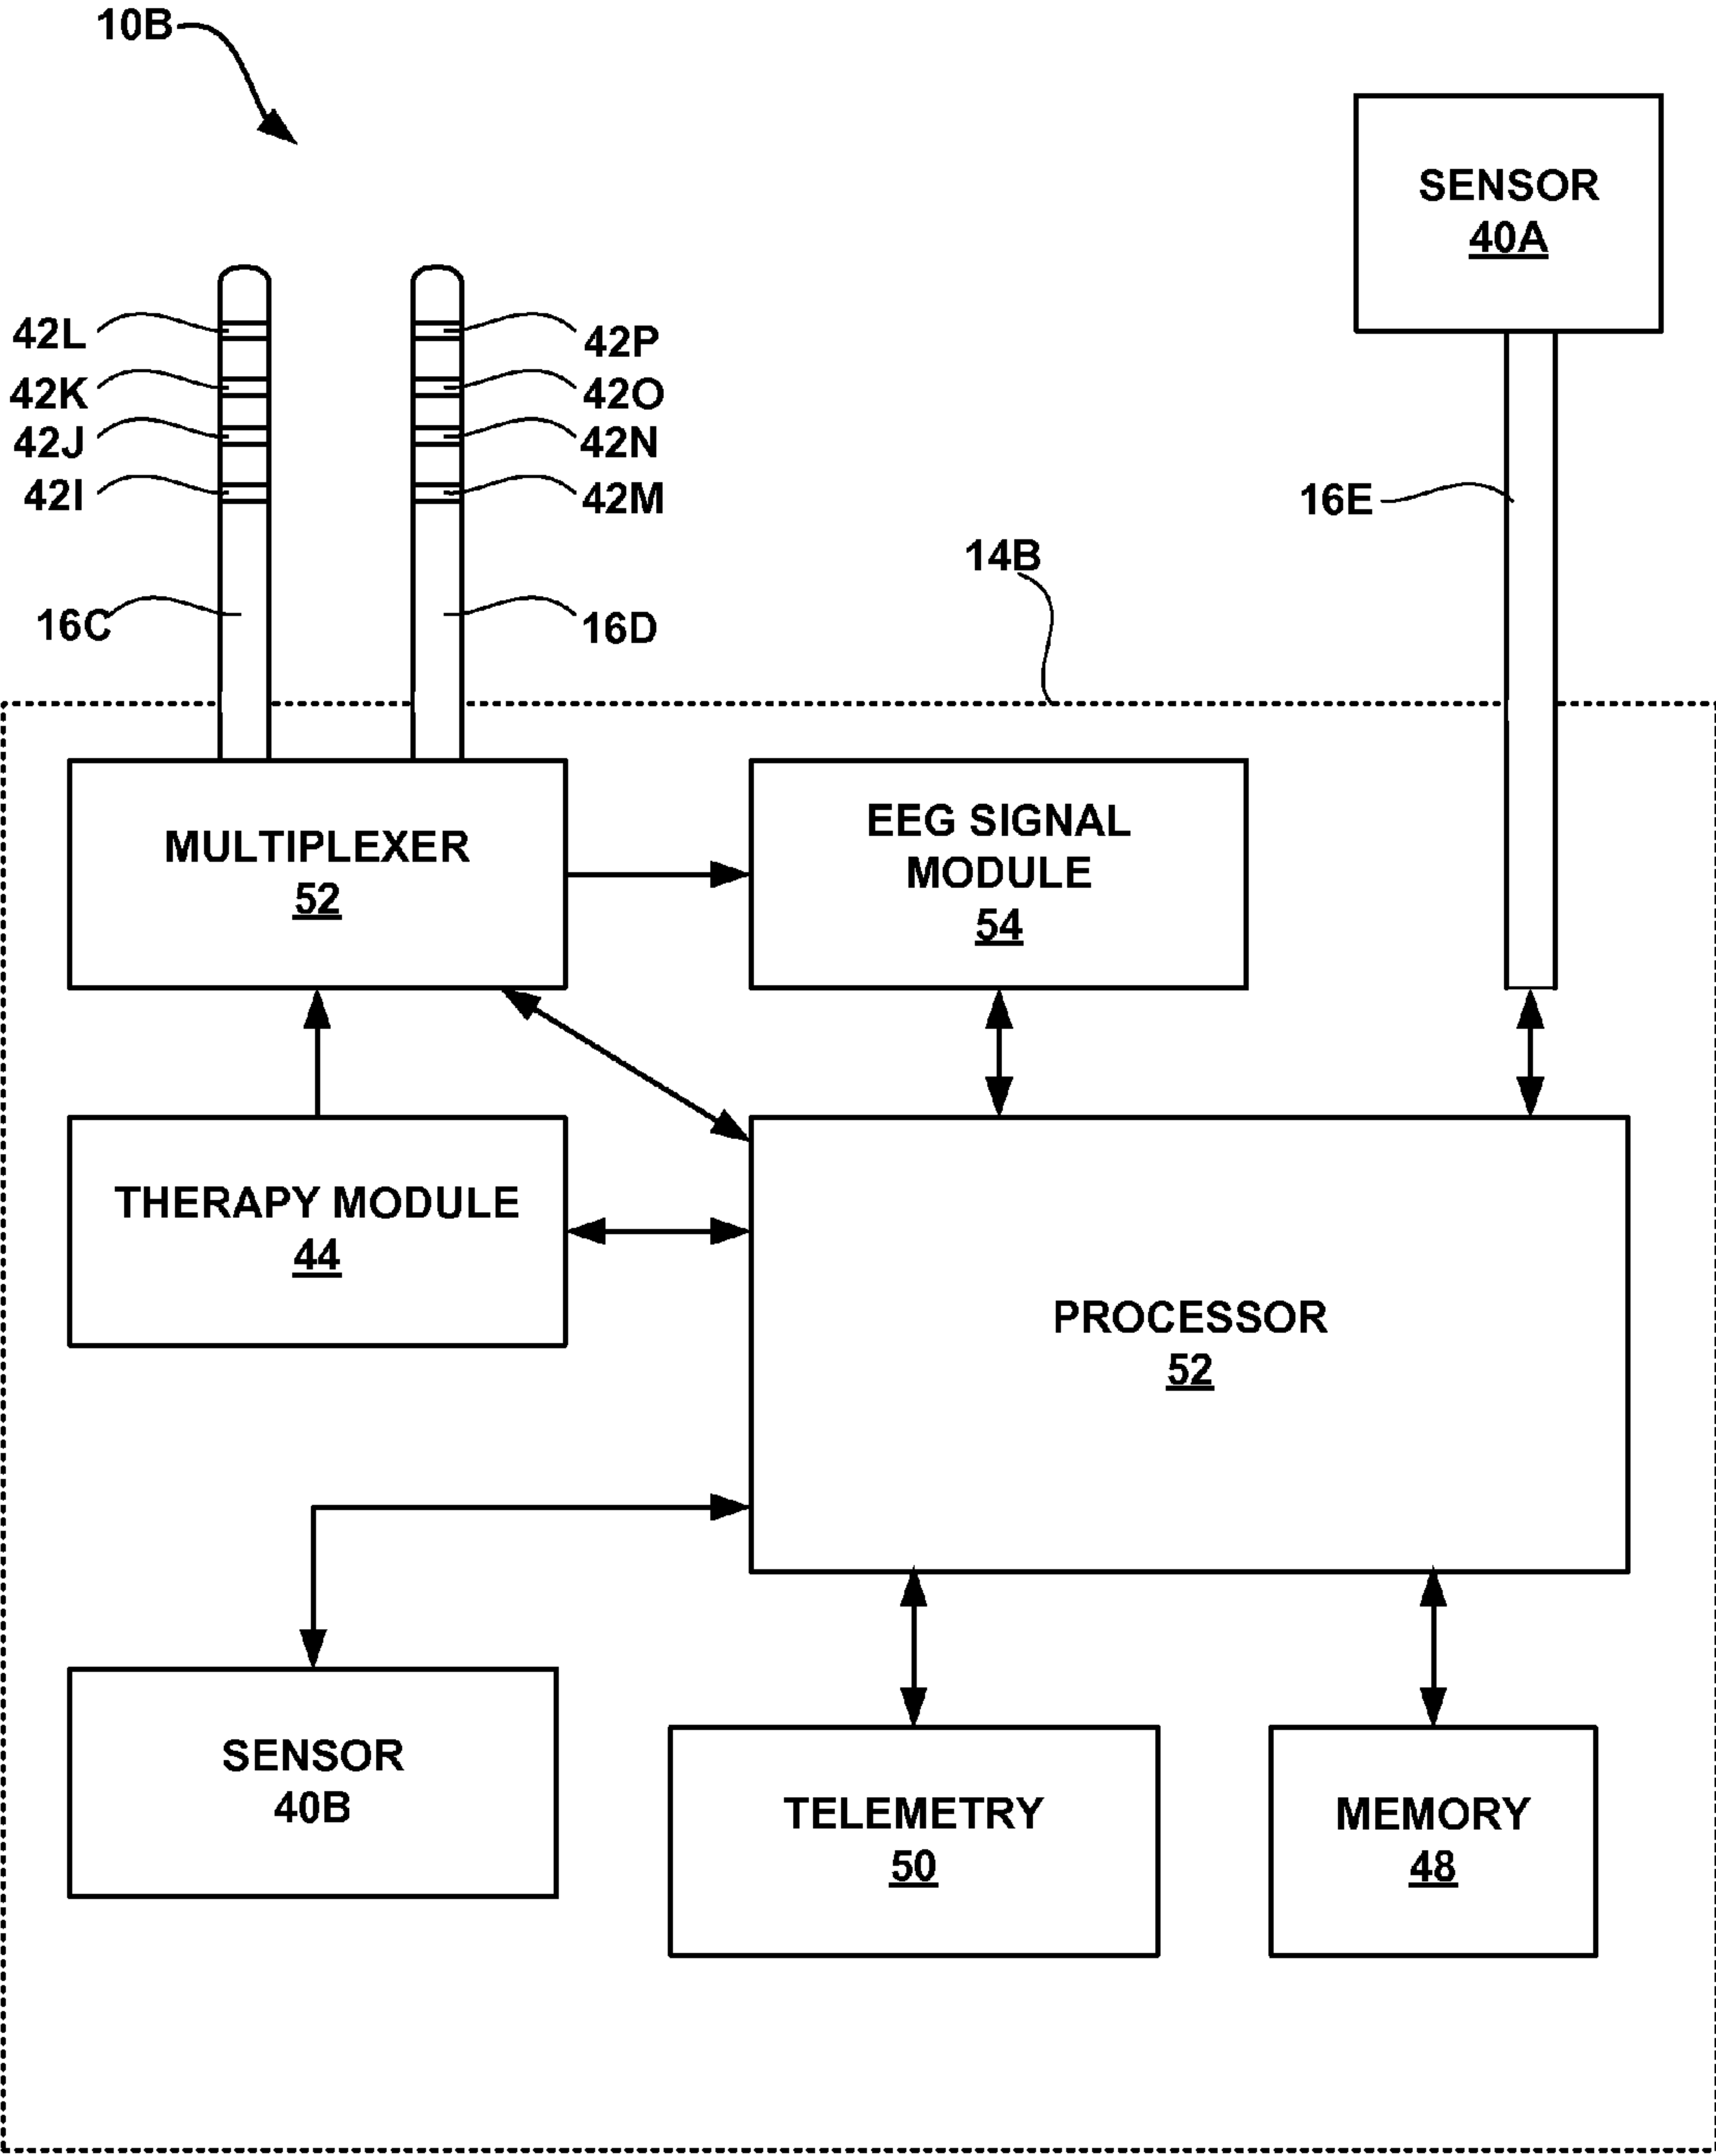 10B
SENSOR
40A
42L
42P
42K
42O
42J
42N
42I
42M
16E
14B
16C
16D
MULTIPLEXER
52
EEG SIGNAL
MODULE
54
THERAPY MODULE
44
PROCESSOR
52
SENSOR
40B
TELEMETRY
50
MEMORY
48